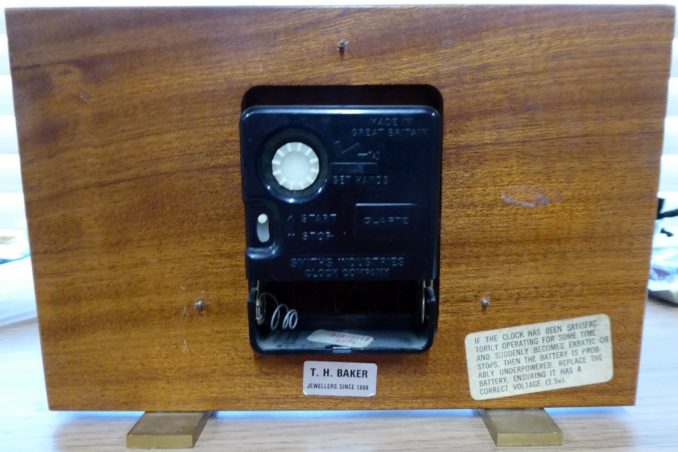 MADE IN
GREAT BRITAIN
SET HANDS
START
STOP
QUARTZ
SMITHS INDUSTRIES
CLOCK COMPANY
T. H. BAKER
JEWELLERS SINCE 1888
IF THE CLOCK HAS BEEN SATISFAC-
TORILY OPERATING FOR SOME TIME
AND SUDDENLY BECOMES ERRATIC OR
STOPS, THEN THE BATTERY IS PROB-
ABLY UNDERPOWERED. REPLACE THE
BATTERY, ENSURING IT HAS A
CORRECT VOLTAGE (1.5v).